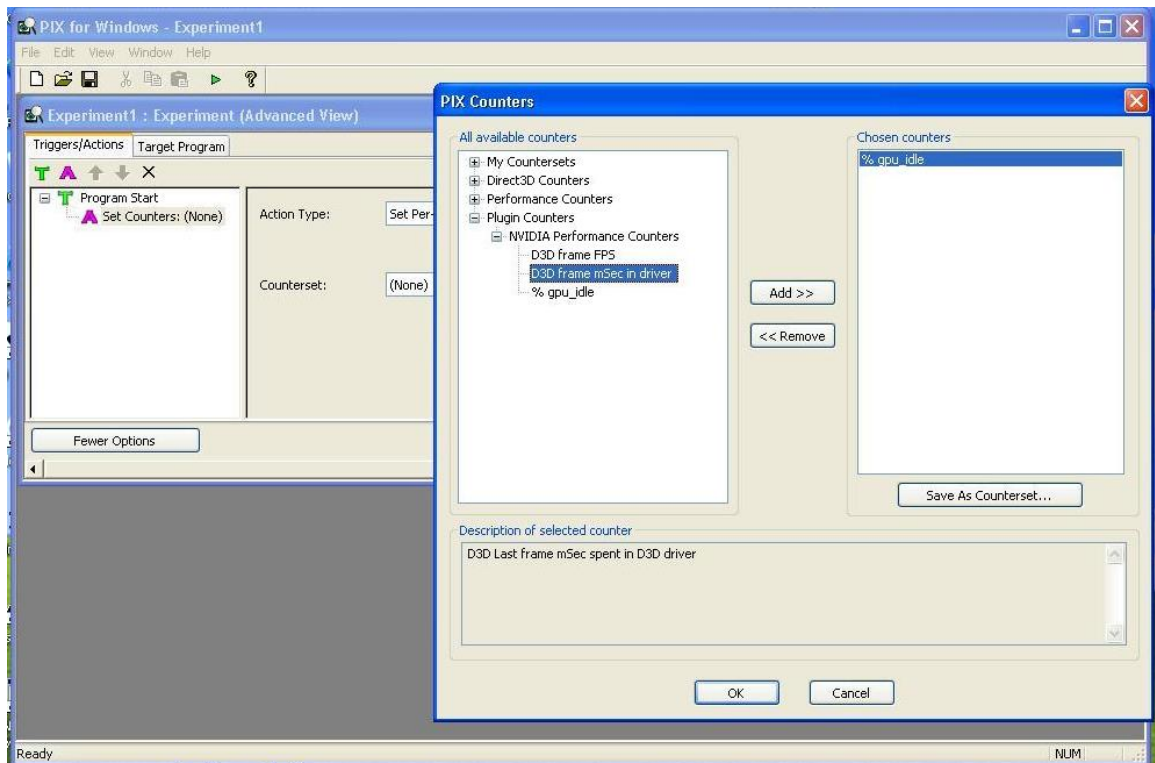 PIX for Windows - Experiment1
File Edit View Window Help
Experiment1 : Experiment (Advanced View)
Triggers/Actions Target Program
Program Start
Set Counters: (None)
Action Type:
Set Per-
Counterset:
(None)
Fewer Options
PIX Counters
All available counters
My Countersets
Direct3D Counters
Performance Counters
Plugin Counters
NVIDIA Performance Counters
D3D frame FPS
D3D frame mSec in driver
% gpu_idle
Add >>
<< Remove
Chosen counters
% gpu_idle
Save As Counterset...
Description of selected counter
D3D Last frame mSec spent in D3D driver
OK Cancel
Ready NUM